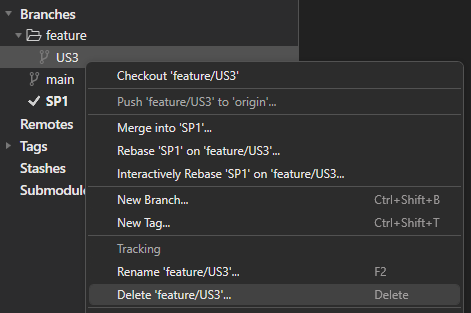 Branches
feature
US3
main
SP1
Remotes
Tags
Stashes
Submodule
Checkout 'feature/US3'
Push 'feature/US3' to 'origin'...
Merge into 'SP1'...
Rebase 'SP1' on 'feature/US3'...
Interactively Rebase 'SP1' on 'feature/US3...
New Branch... Ctrl+Shift+B
New Tag... Ctrl+Shift+T
Tracking
Rename 'feature/US3'... F2
Delete 'feature/US3'... Delete